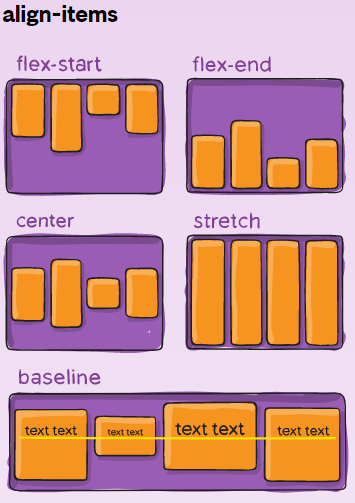 align-items
flex-start
flex-end
center
stretch
baseline
text text
text text
text text
text text